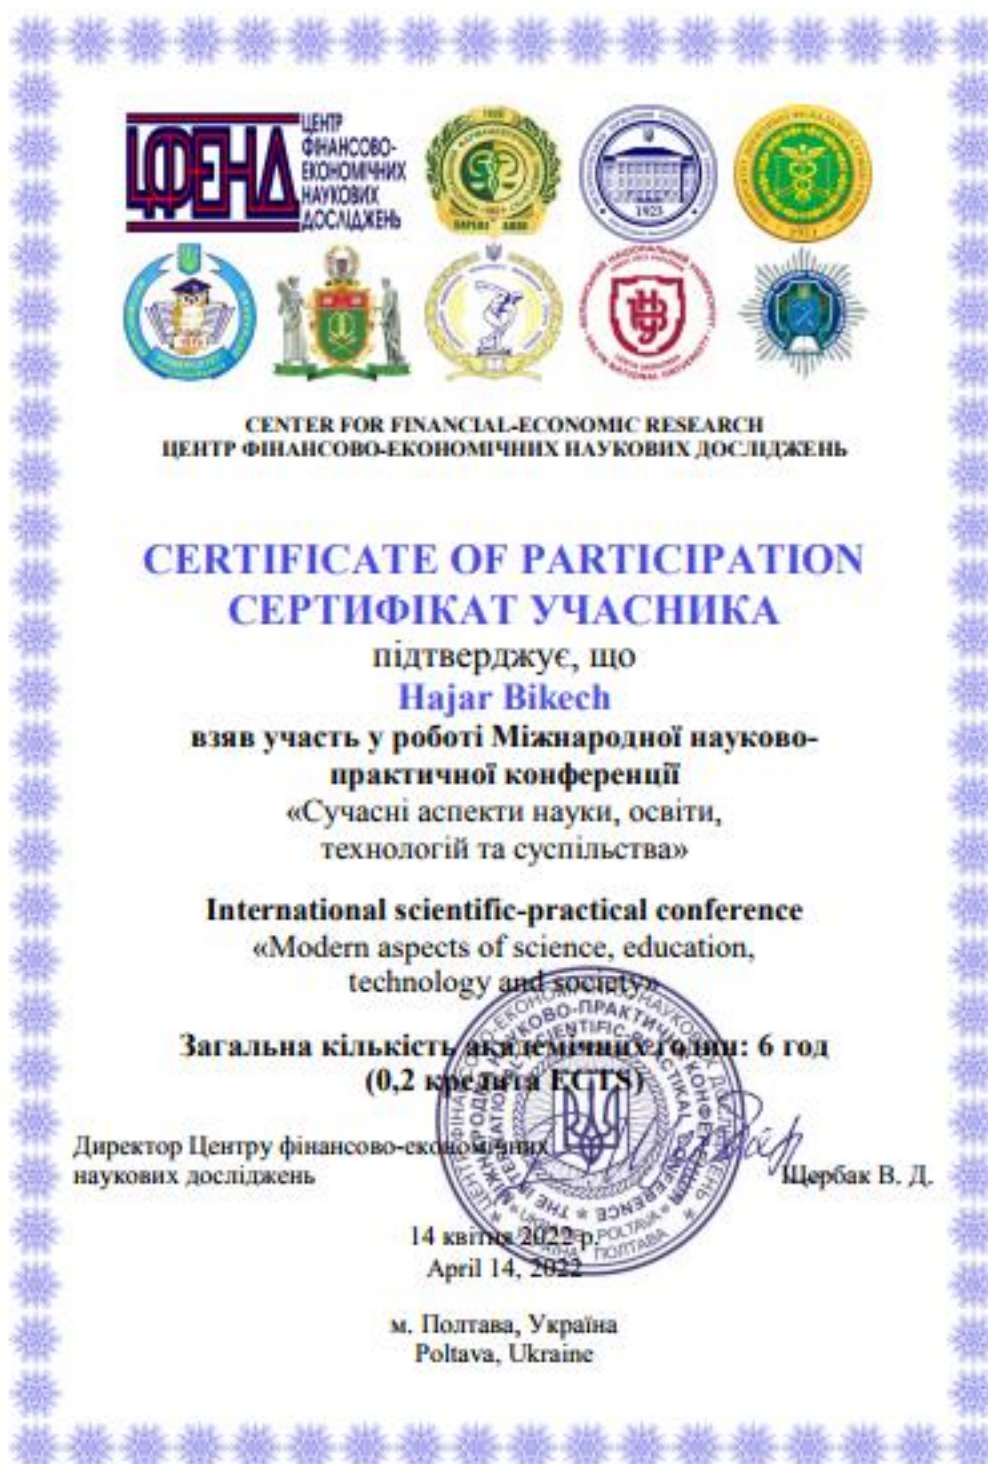 ЦФЕНД
ЦЕНТР
ФІНАНСОВО-
ЕКОНОМІЧНИХ
НАУКОВИХ
ДОСЛІДЖЕНЬ
1923
1921
CENTER FOR FINANCIAL-ECONOMIC RESEARCH
ЦЕНТР ФІНАНСОВО-ЕКОНОМІЧНИХ НАУКОВИХ ДОСЛІДЖЕНЬ
CERTIFICATE OF PARTICIPATION
СЕРТИФІКАТ УЧАСНИКА
підтверджує, що
Hajar Bikech
взяв участь у роботі Міжнародної науково-
практичної конференції
«Сучасні аспекти науки, освіти,
технологій та суспільства»
International scientific-practical conference
«Modern aspects of science, education,
technology and society»
Загальна кількість академічних годин: 6 год
(0,2 кредита ECTS)
Директор Центру фінансово-економічних
наукових досліджень
Щербак В. Д.
14 квітня 2022 р.
April 14, 2022
м. Полтава, Україна
Poltava, Ukraine